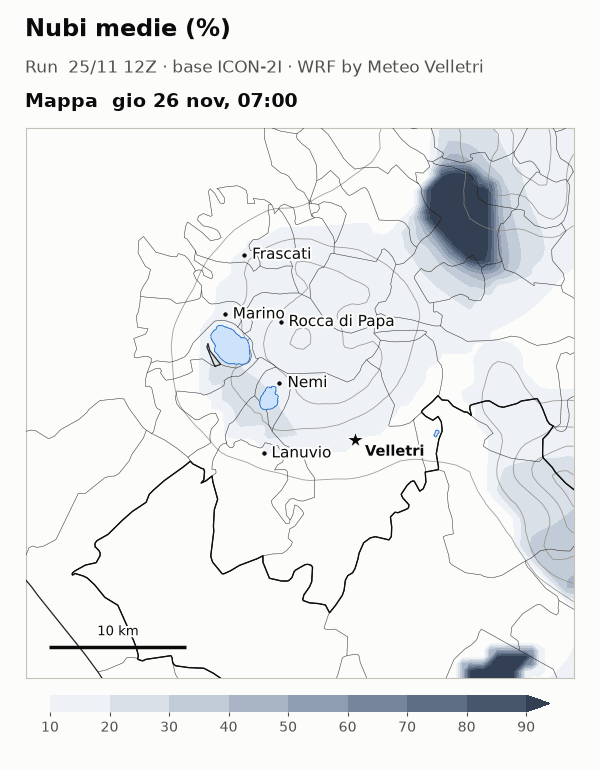 Nubi medie (%)
Run  25/11 12Z · base ICON-2I · WRF by Meteo Velletri
Mappa  gio 26 nov, 07:00
Frascati
Marino
Rocca di Papa
Nemi
Velletri
Lanuvio
10 km
10 20 30 40 50 60 70 80 90